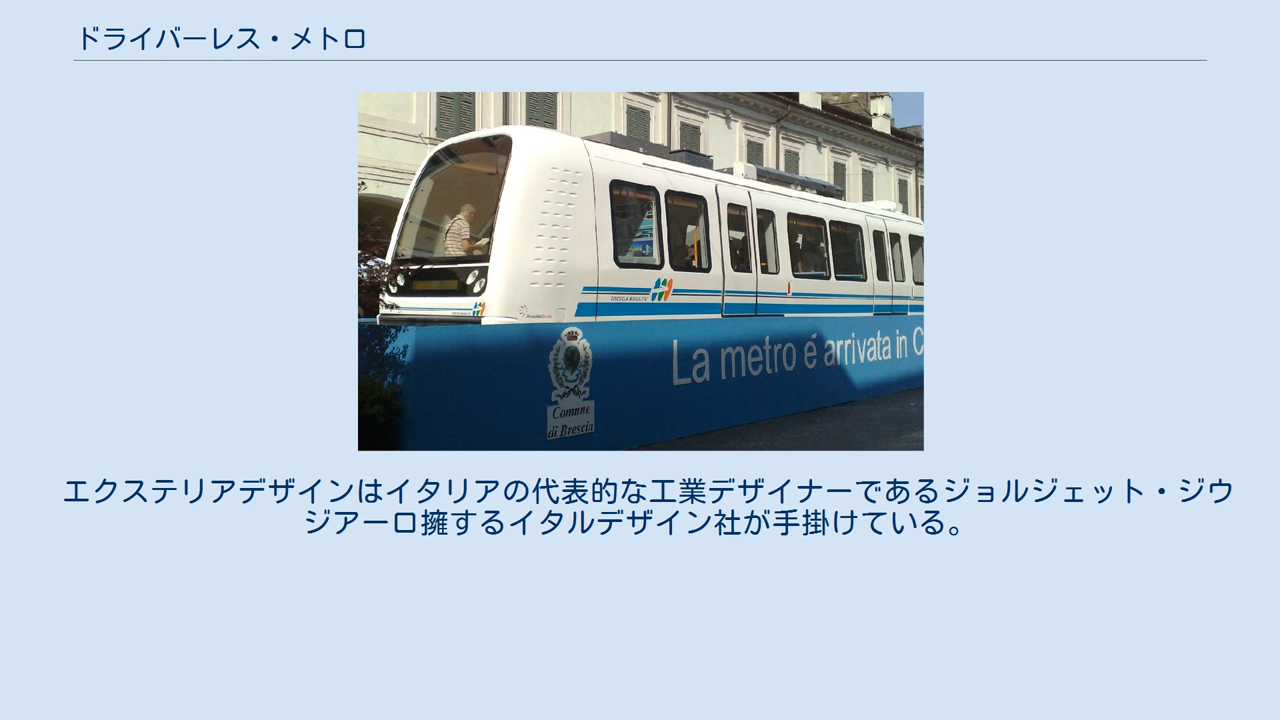 ドライバーレス・メトロ
La metro é arrivata in C
Comune
di Brescia
エクステリアデザインはイタリアの代表的な工業デザイナーであるジョルジェット・ジウ
ジアーロ擁するイタルデザイン社が手掛けている。